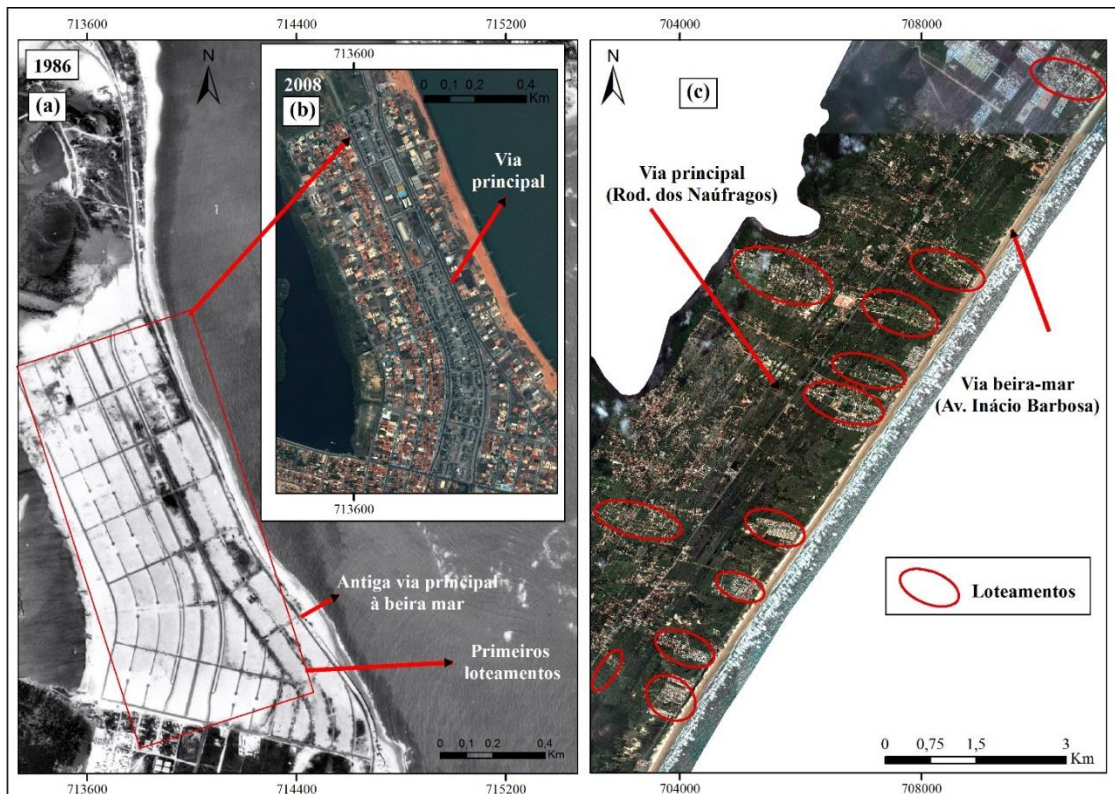 713600
714400
715200
704000
708000
1986
(a)
N
713600
2008
(b)
0
0,1
0,2
0,4
Km
Via
principal
713600
Antiga via principal
à beira mar
Primeiros
loteamentos
0
0,1
0,2
0,4
Km
713600
714400
715200
N
(c)
Via principal
(Rod. dos Naúfragos)
Via beira-mar
(Av. Inácio Barbosa)
Loteamentos
0
0,75
1,5
3
Km
704000
708000